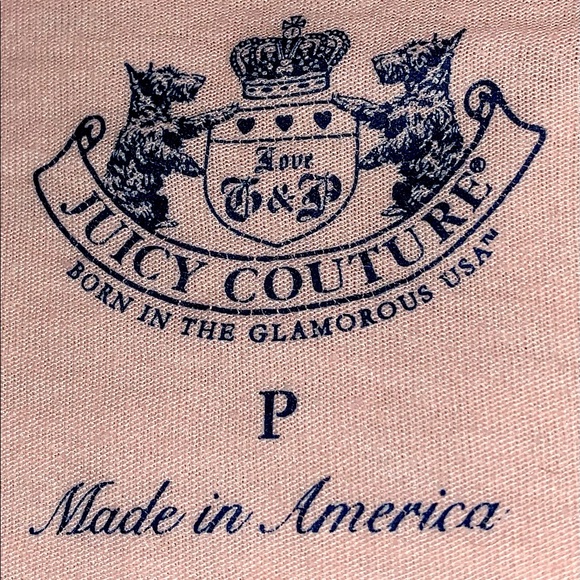 Love
G&P
JUICY COUTURE®
BORN IN THE GLAMOROUS USA™
P
Made in America